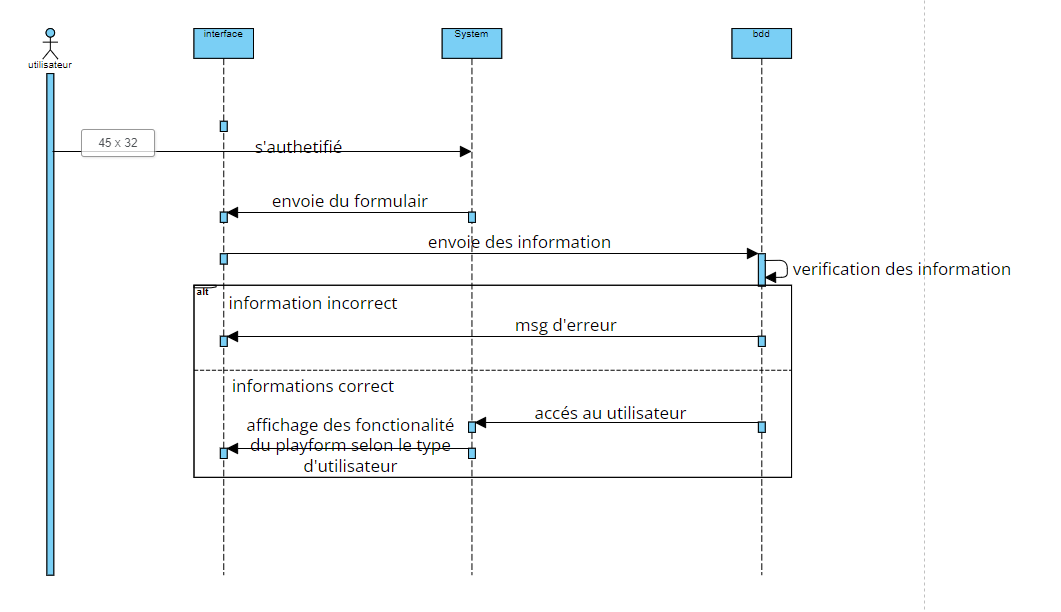 utilisateur
interface
System
bdd
45 x 32
s'authetifié
envoie du formulair
envoie des information
verification des information
alt
information incorrect
msg d'erreur
informations correct
accés au utilisateur
affichage des fonctionalité
du playform selon le type
d'utilisateur